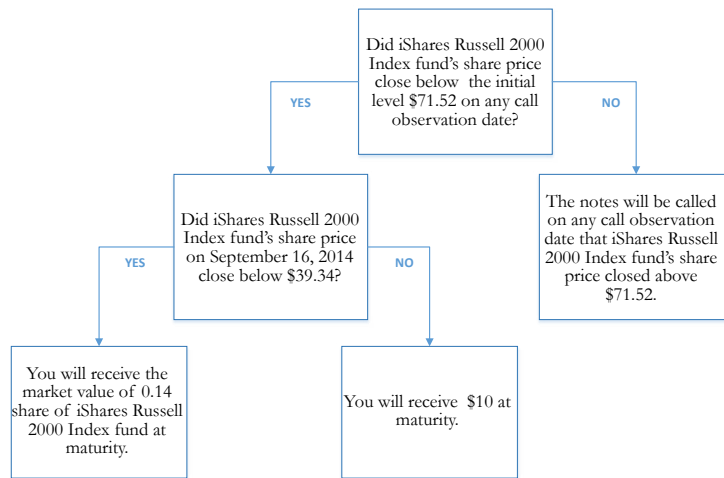 Did iShares Russell 2000
Index fund's share price
close below the initial
level $71.52 on any call
observation date?
YES
NO
Did iShares Russell 2000
Index fund's share price
on September 16, 2014
close below $39.34?
The notes will be called
on any call observation
date that iShares Russell
2000 Index fund's share
price closed above
$71.52.
YES
NO
You will receive the
market value of 0.14
share of iShares Russell
2000 Index fund at
maturity.
You will receive $10 at
maturity.